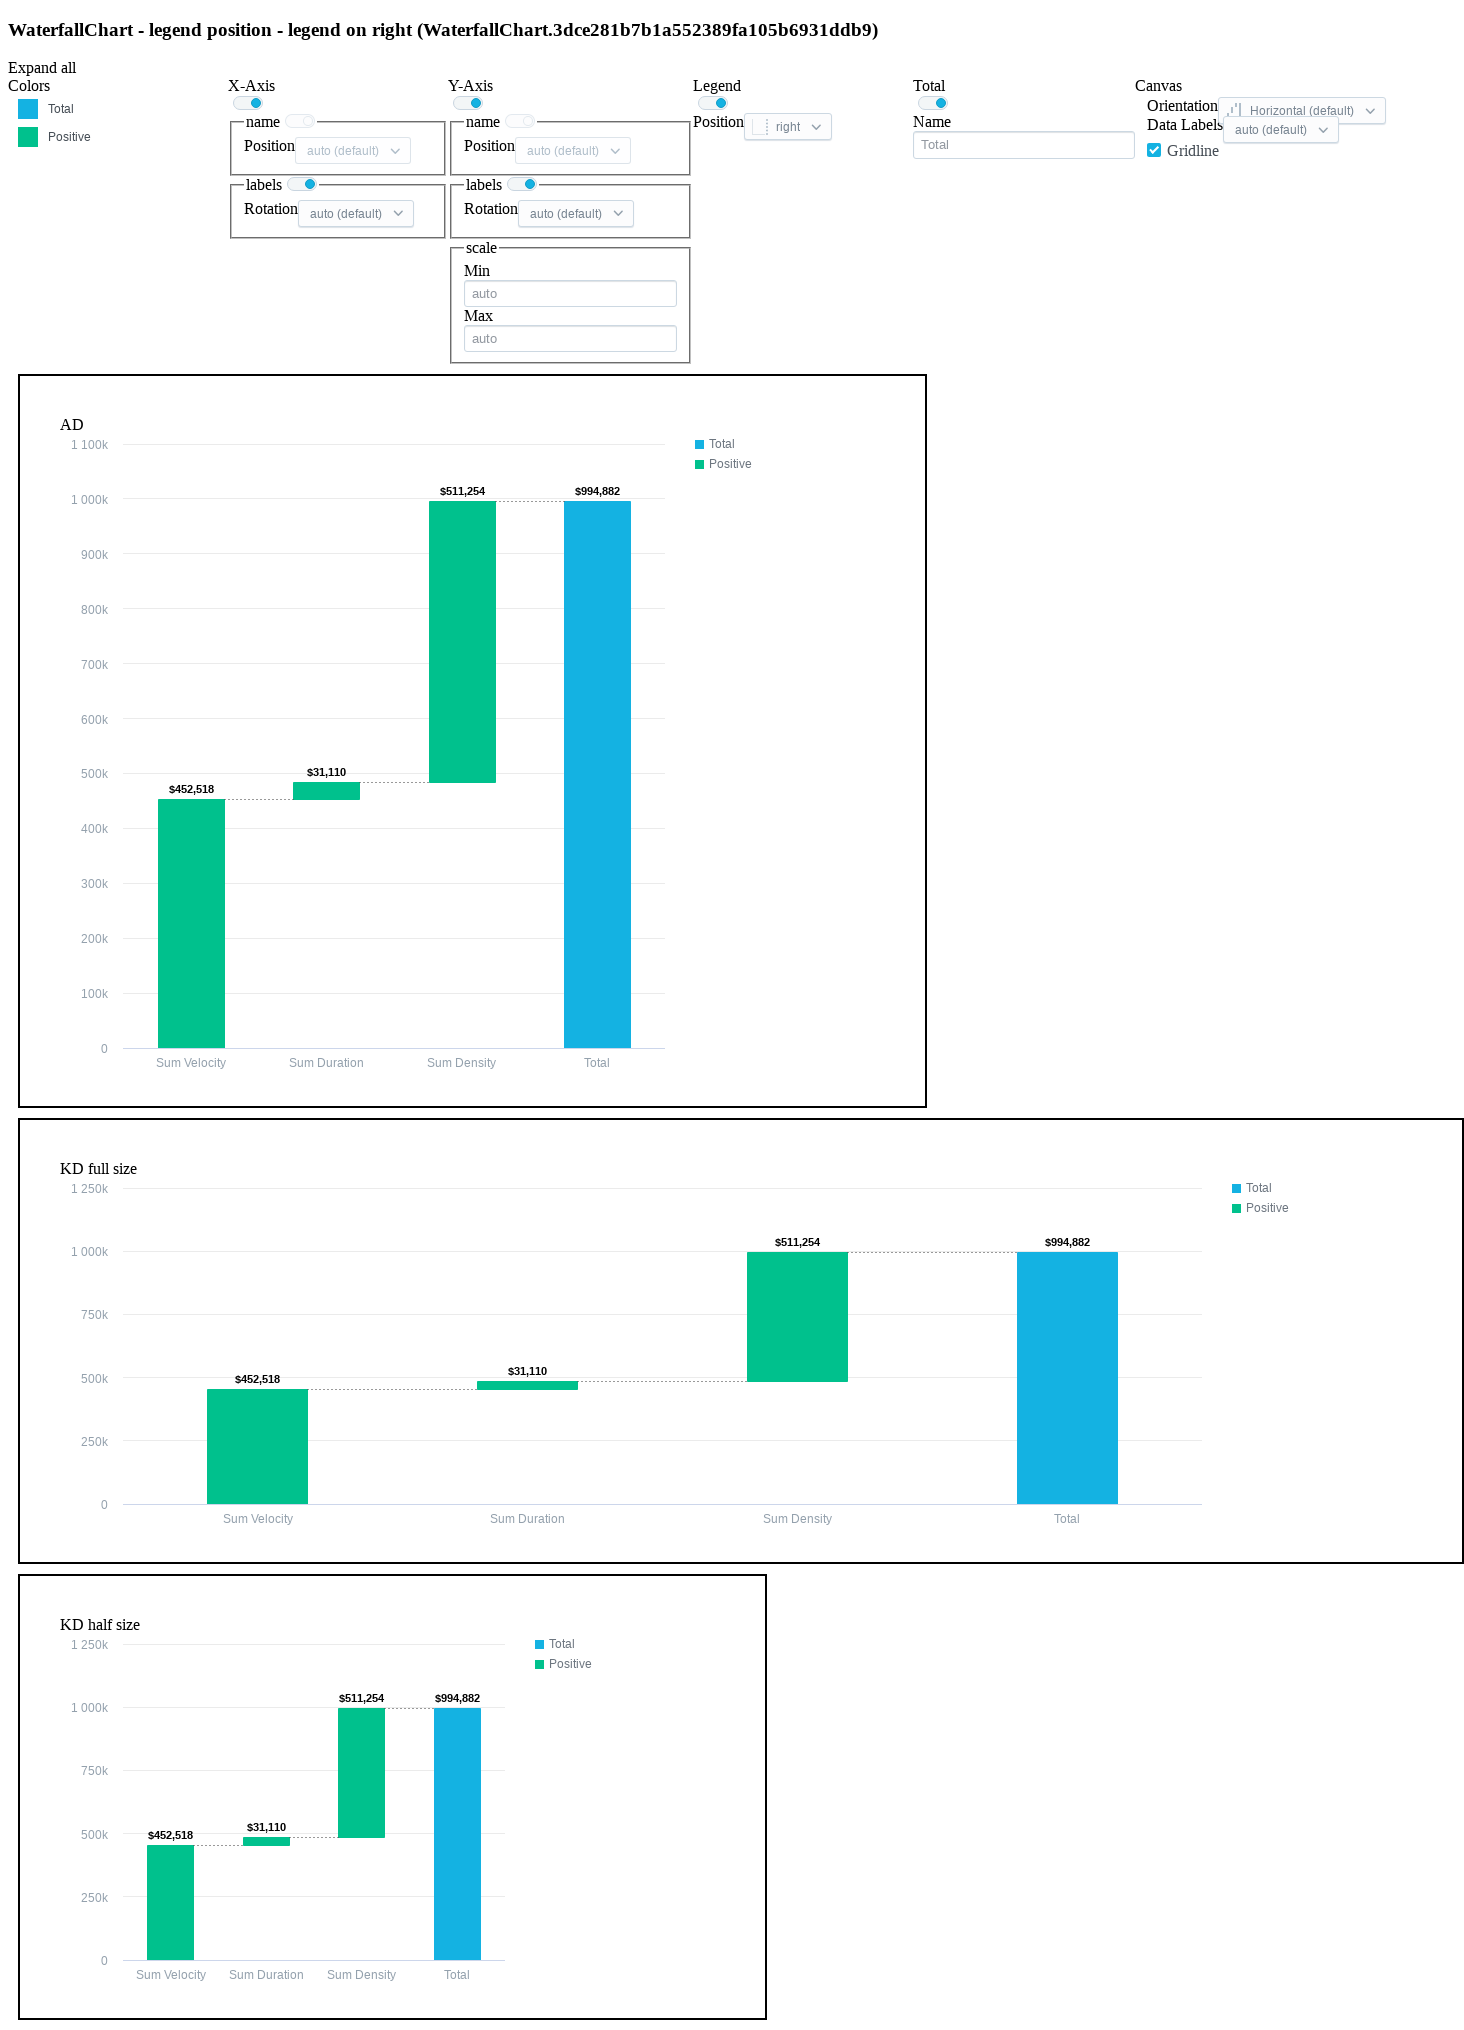 WaterfallChart - legend position - legend on right (WaterfallChart.3dce281b7b1a552389fa105b6931ddb9)
Expand all
Colors
Total
Positive
X-Axis
name
Position auto (default)
labels
Rotation auto (default)
Y-Axis
name
Position auto (default)
labels
Rotation auto (default)
scale
Min
auto
Max
auto
Legend
Position right
Total
Name
Total
Canvas
Orientation Horizontal (default)
Data Labels auto (default)
Gridline
AD
1 100k
1 000k
900k
800k
700k
600k
500k
400k
300k
200k
100k
0
$452,518
$31,110
$511,254
$994,882
Sum Velocity
Sum Duration
Sum Density
Total
Total
Positive
KD full size
1 250k
1 000k
750k
500k
250k
0
$452,518
$31,110
$511,254
$994,882
Sum Velocity
Sum Duration
Sum Density
Total
Total
Positive
KD half size
1 250k
1 000k
750k
500k
250k
0
$452,518
$31,110
$511,254
$994,882
Sum Velocity
Sum Duration
Sum Density
Total
Total
Positive